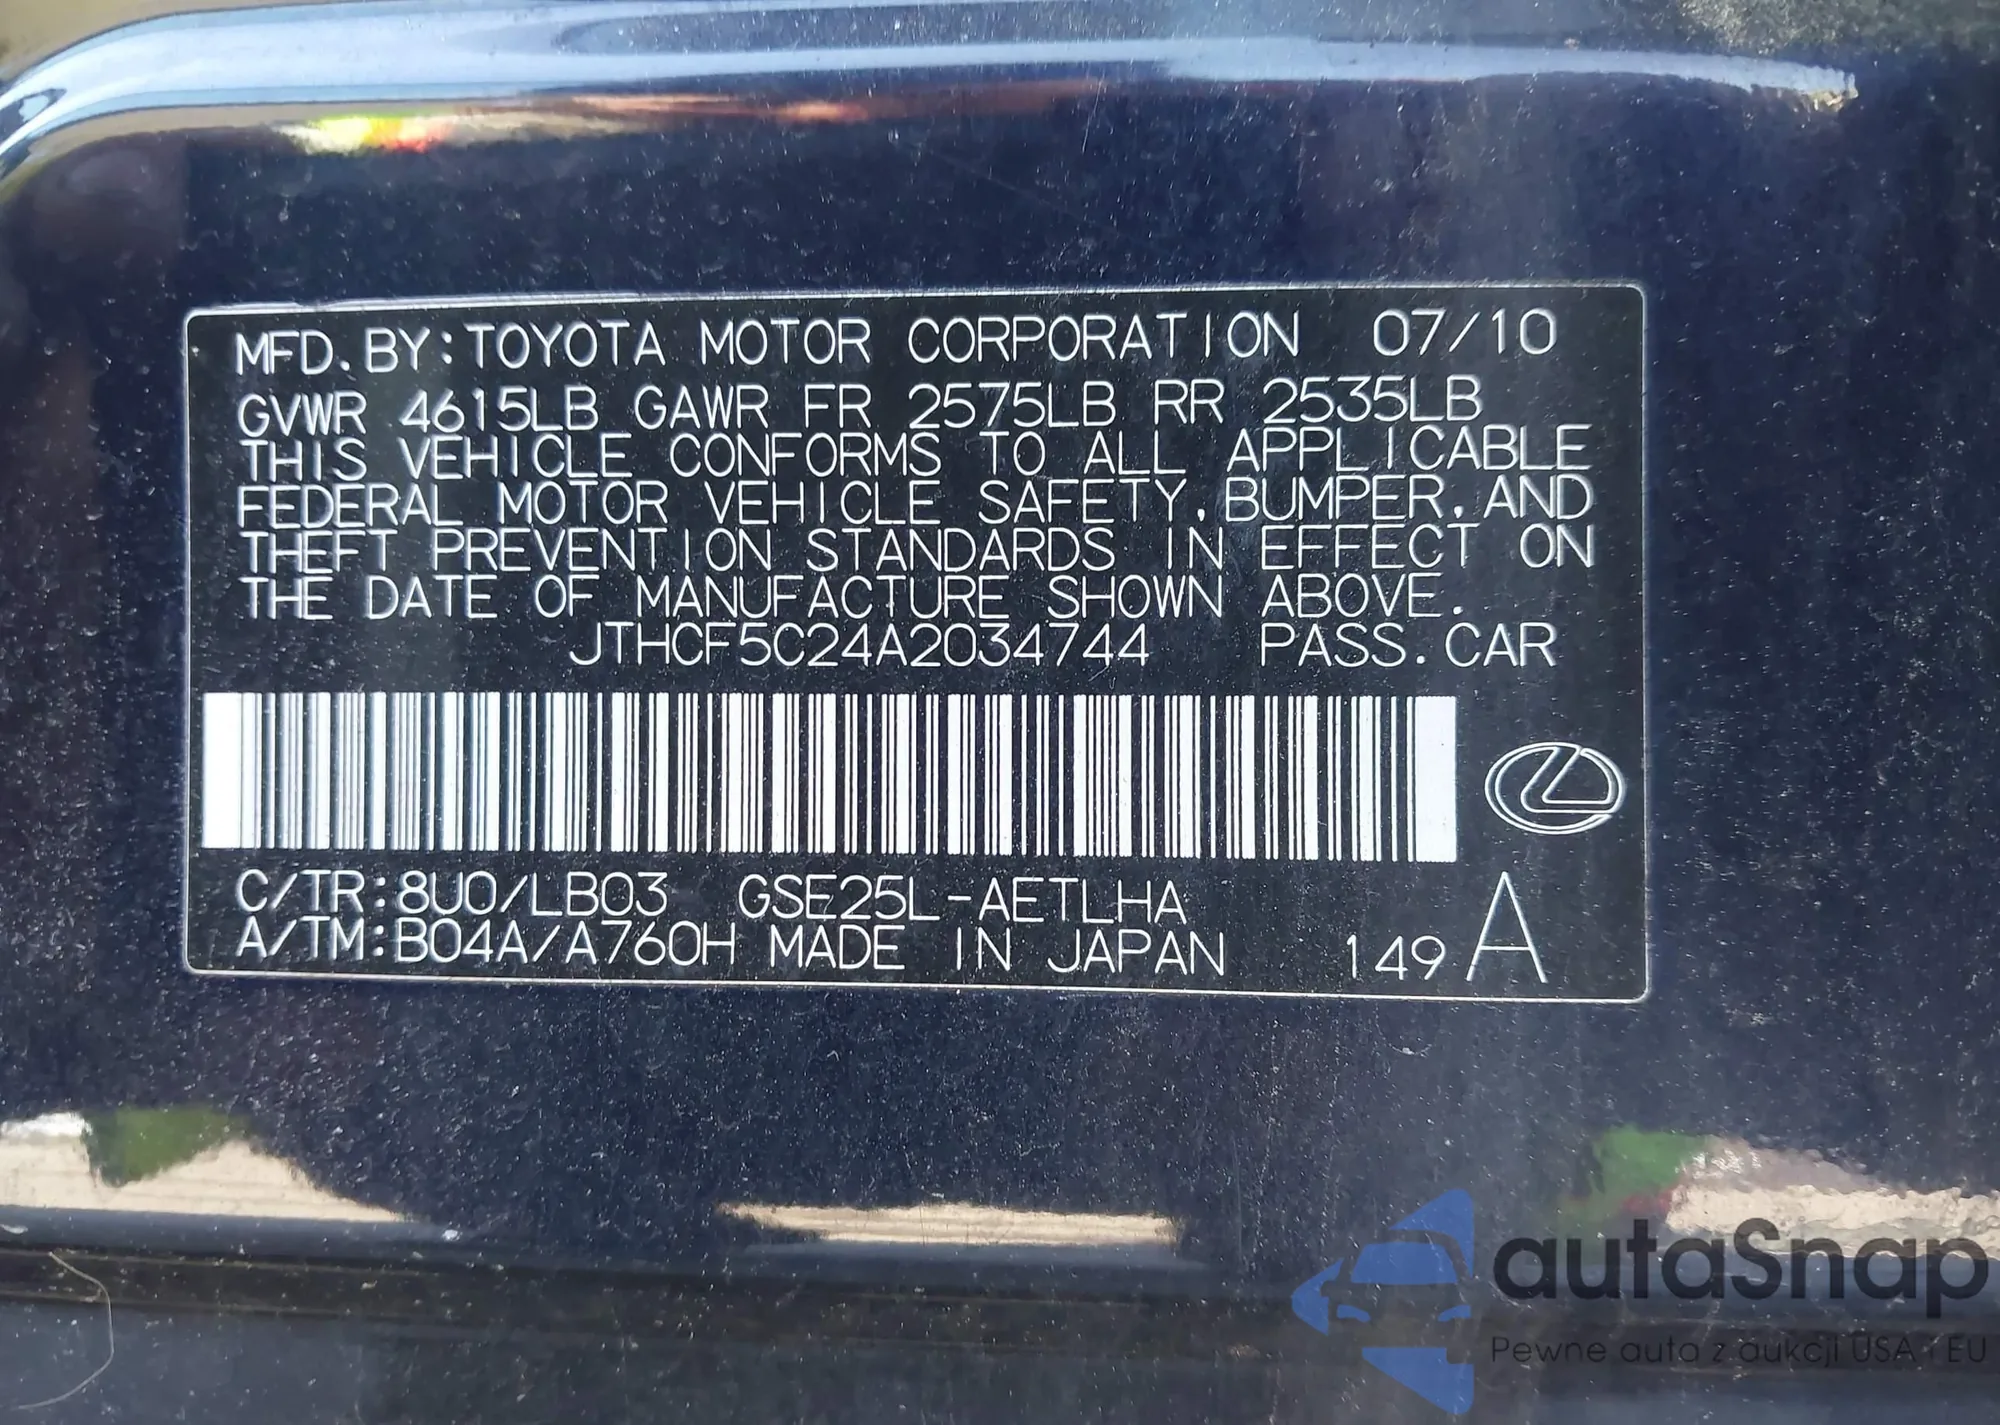 MFD. BY: TOYOTA MOTOR CORPORATION 07/10
GVWR 4615LB GAWR FR 2575LB RR 2535LB
THIS VEHICLE CONFORMS TO ALL APPLICABLE
FEDERAL MOTOR VEHICLE SAFETY, BUMPER, AND
THEFT PREVENTION STANDARDS IN EFFECT ON
THE DATE OF MANUFACTURE SHOWN ABOVE.
JTHCF5C24A2034744 PASS. CAR
C/TR:8U0/LB03 GSE25L-AETLHA
A/TM:B04A/A760H MADE IN JAPAN 149 A
autaSnap
Pewne auta z aukcji USA i EU